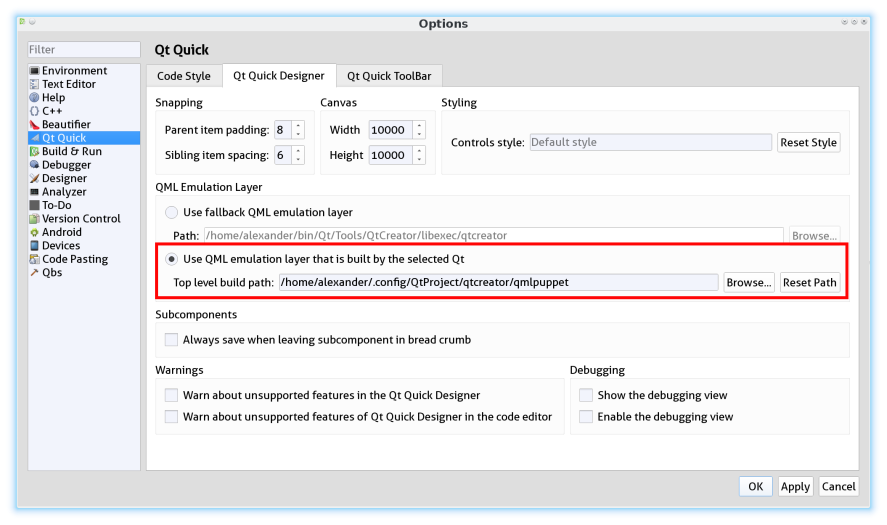 Options
Filter
Environment
Text Editor
Help
C++
Beautifier
Qt Quick
Build & Run
Debugger
Designer
Analyzer
To-Do
Version Control
Android
Devices
Code Pasting
Qbs
Qt Quick
Code Style Qt Quick Designer Qt Quick ToolBar
Snapping Canvas Styling
Parent item padding: 8 Width 10000
Controls style: Default style Reset Style
Sibling item spacing: 6 Height 10000
QML Emulation Layer
Use fallback QML emulation layer
Path: /home/alexander/bin/Qt/Tools/QtCreator/libexec/qtcreator Browse...
Use QML emulation layer that is built by the selected Qt
Top level build path: /home/alexander/.config/QtProject/qtcreator/qmlpuppet Browse... Reset Path
Subcomponents
Always save when leaving subcomponent in bread crumb
Warnings Debugging
Warn about unsupported features in the Qt Quick Designer Show the debugging view
Warn about unsupported features of Qt Quick Designer in the code editor Enable the debugging view
OK Apply Cancel